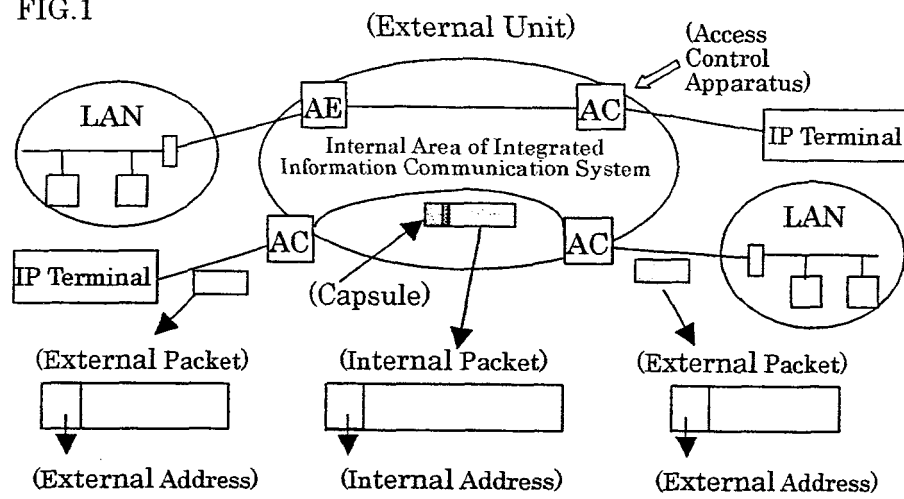 FIG.1
(External Unit)
(Access
Control
Apparatus)
LAN
AE
AC
IP Terminal
Internal Area of Integrated
Information Communication System
AC
AC
LAN
IP Terminal
(Capsule)
(External Packet)
(Internal Packet)
(External Packet)
(External Address)
(Internal Address)
(External Address)